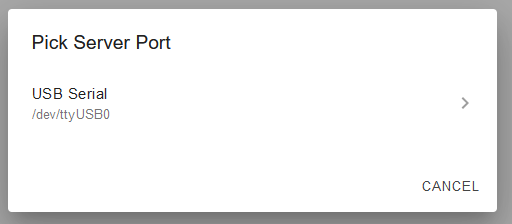 Pick Server Port
USB Serial
/dev/ttyUSB0
CANCEL